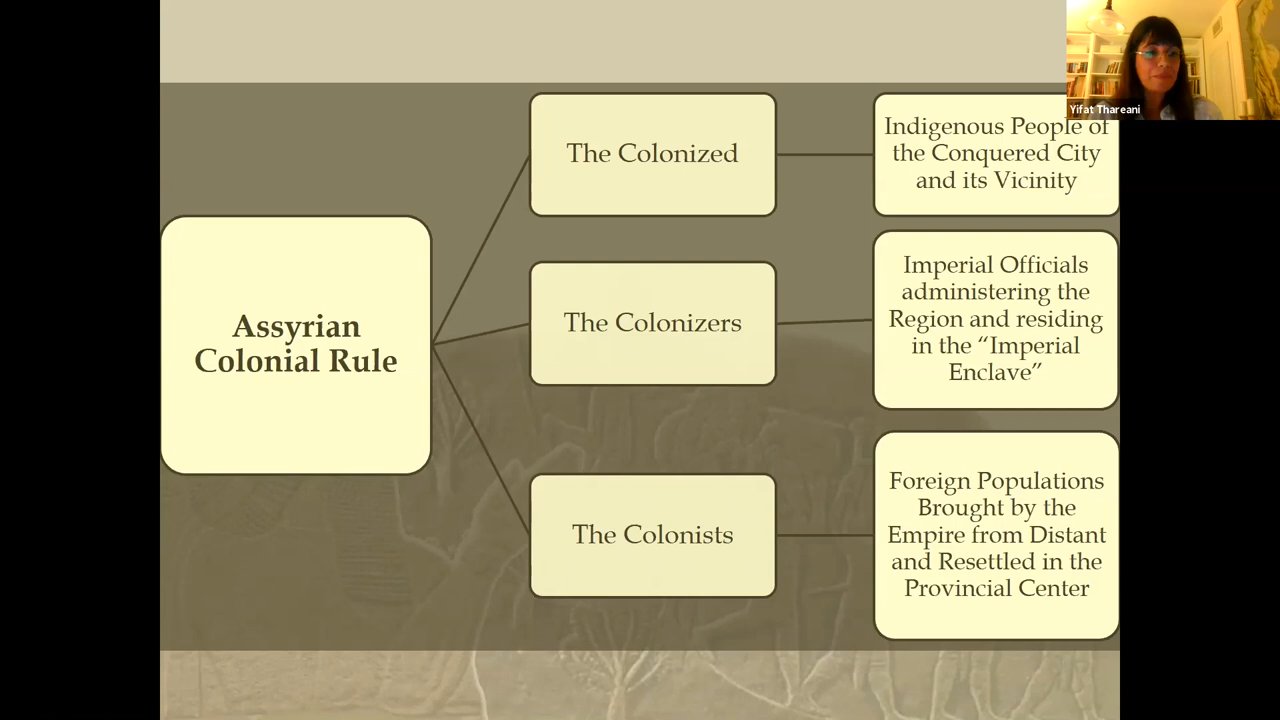 Yifat Thareani
Assyrian
Colonial Rule
The Colonized
Indigenous People of
the Conquered City
and its Vicinity
The Colonizers
Imperial Officials
administering the
Region and residing
in the “Imperial
Enclave”
The Colonists
Foreign Populations
Brought by the
Empire from Distant
and Resettled in the
Provincial Center